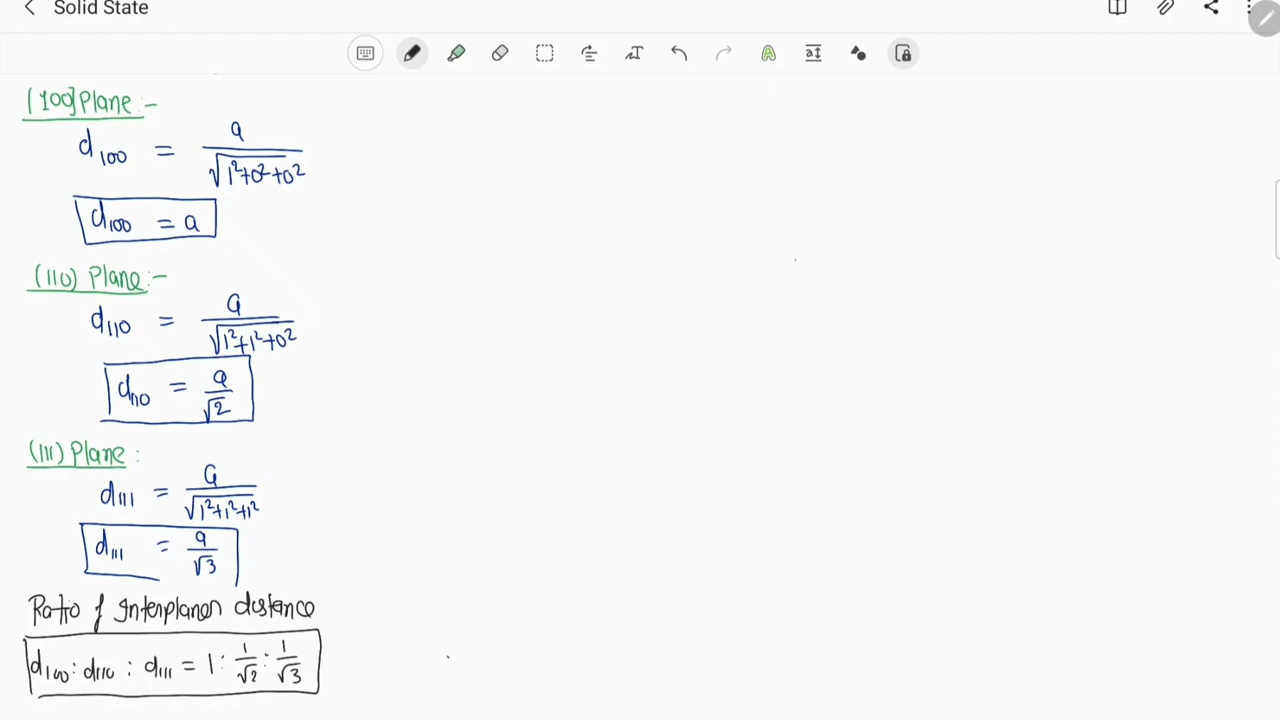 Solid State
[100] Plane :-
d₁₀₀ = a / √1²+0²+0²
d₁₀₀ = a
(110) Plane :-
d₁₁₀ = a / √1²+1²+0²
d₁₁₀ = a / √2
(111) Plane :
d₁₁₁ = a / √1²+1²+1²
d₁₁₁ = a / √3
Ratio of Interplaner distance
d₁₀₀ : d₁₁₀ : d₁₁₁ = 1 : 1/√2 : 1/√3